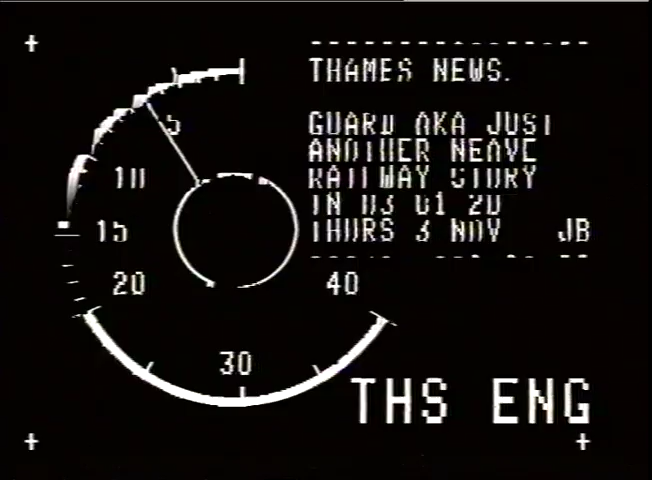 THAMES NEWS.
GUARD AKA JUST
ANOTHER NEAVE
RAILWAY STORY
IN 03 01 20
THURS 3 NOV JB
5
10
15
20
30
40
THS ENG